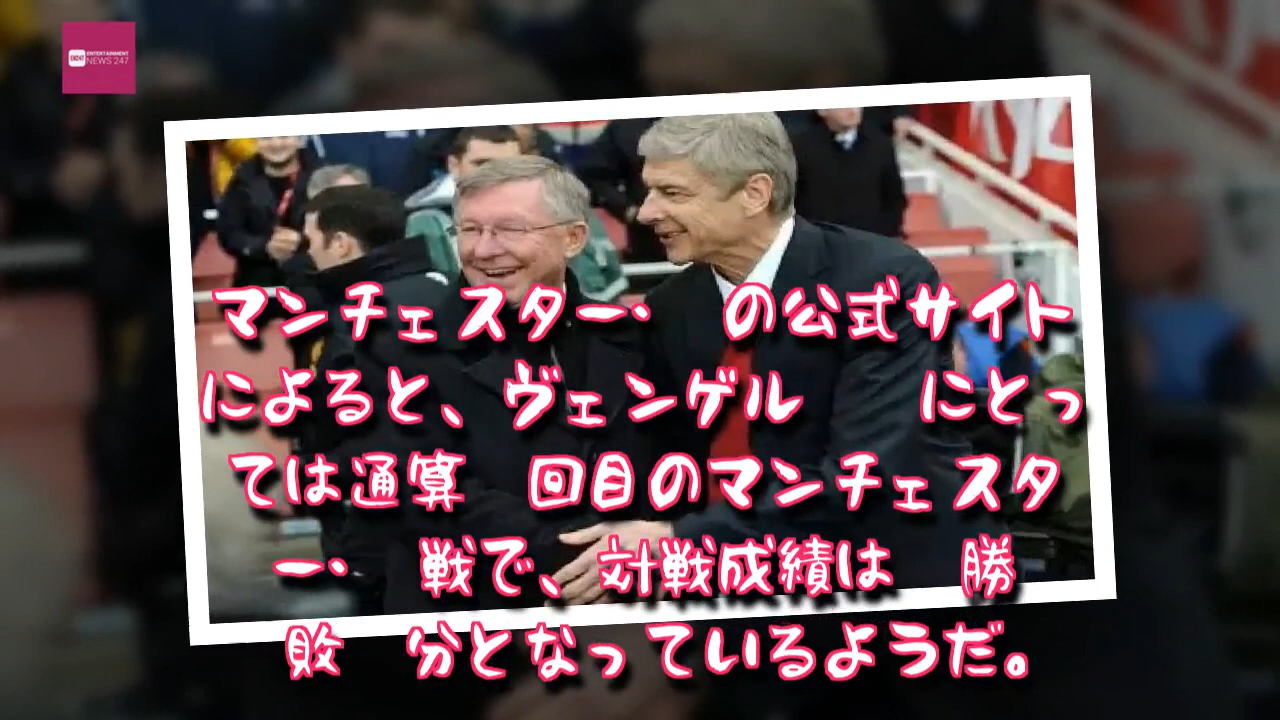 ENTERTAINMENT
NEWS 247
マンチェスター・ の公式サイト
によると、ヴェンゲル にとっ
ては通算 回目のマンチェスタ
ー・ 戦で、対戦成績は 勝
敗 分となっているようだ。